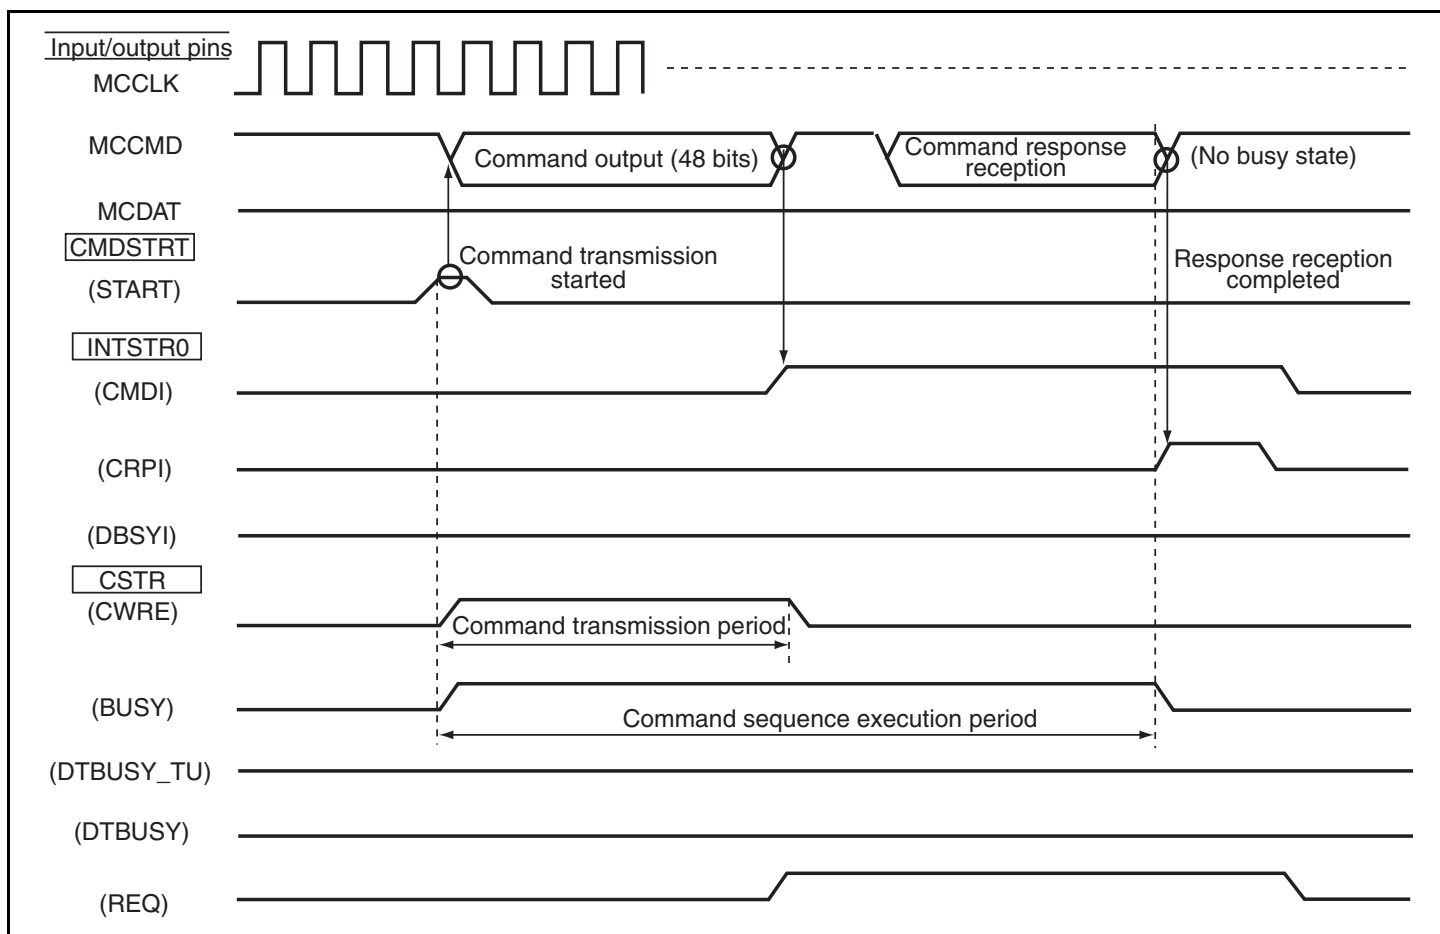 Input/output pins
MCCLK
MCCMD
Command output (48 bits)
Command response
reception
(No busy state)
MCDAT
CMDSTRT
(START)
Command transmission
started
Response reception
completed
INTSTR0
(CMDI)
(CRPI)
(DBSYI)
CSTR
(CWRE)
Command transmission period
(BUSY)
Command sequence execution period
(DTBUSY_TU)
(DTBUSY)
(REQ)